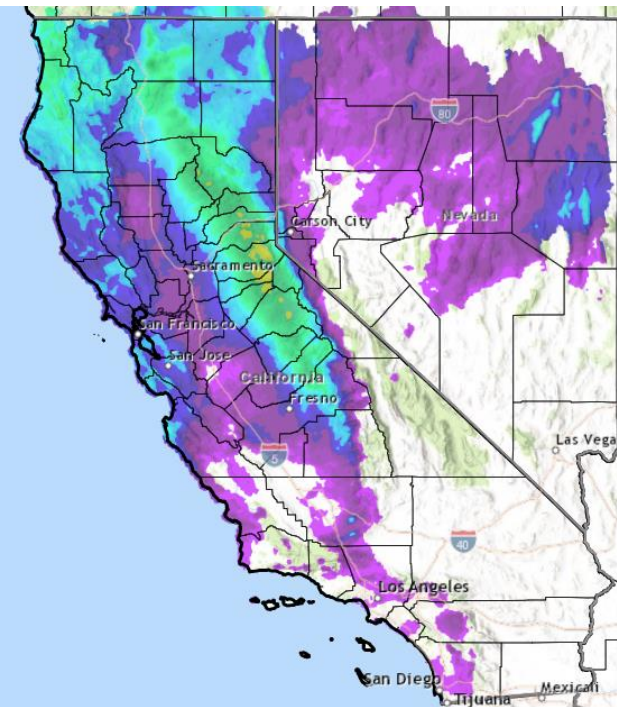 80
Carson City
Nevada
Sacramento
San Francisco
San Jose
California
Fresno
5
Las Vega
40
Los Angeles
San Diego
Tijuana
Mexicali